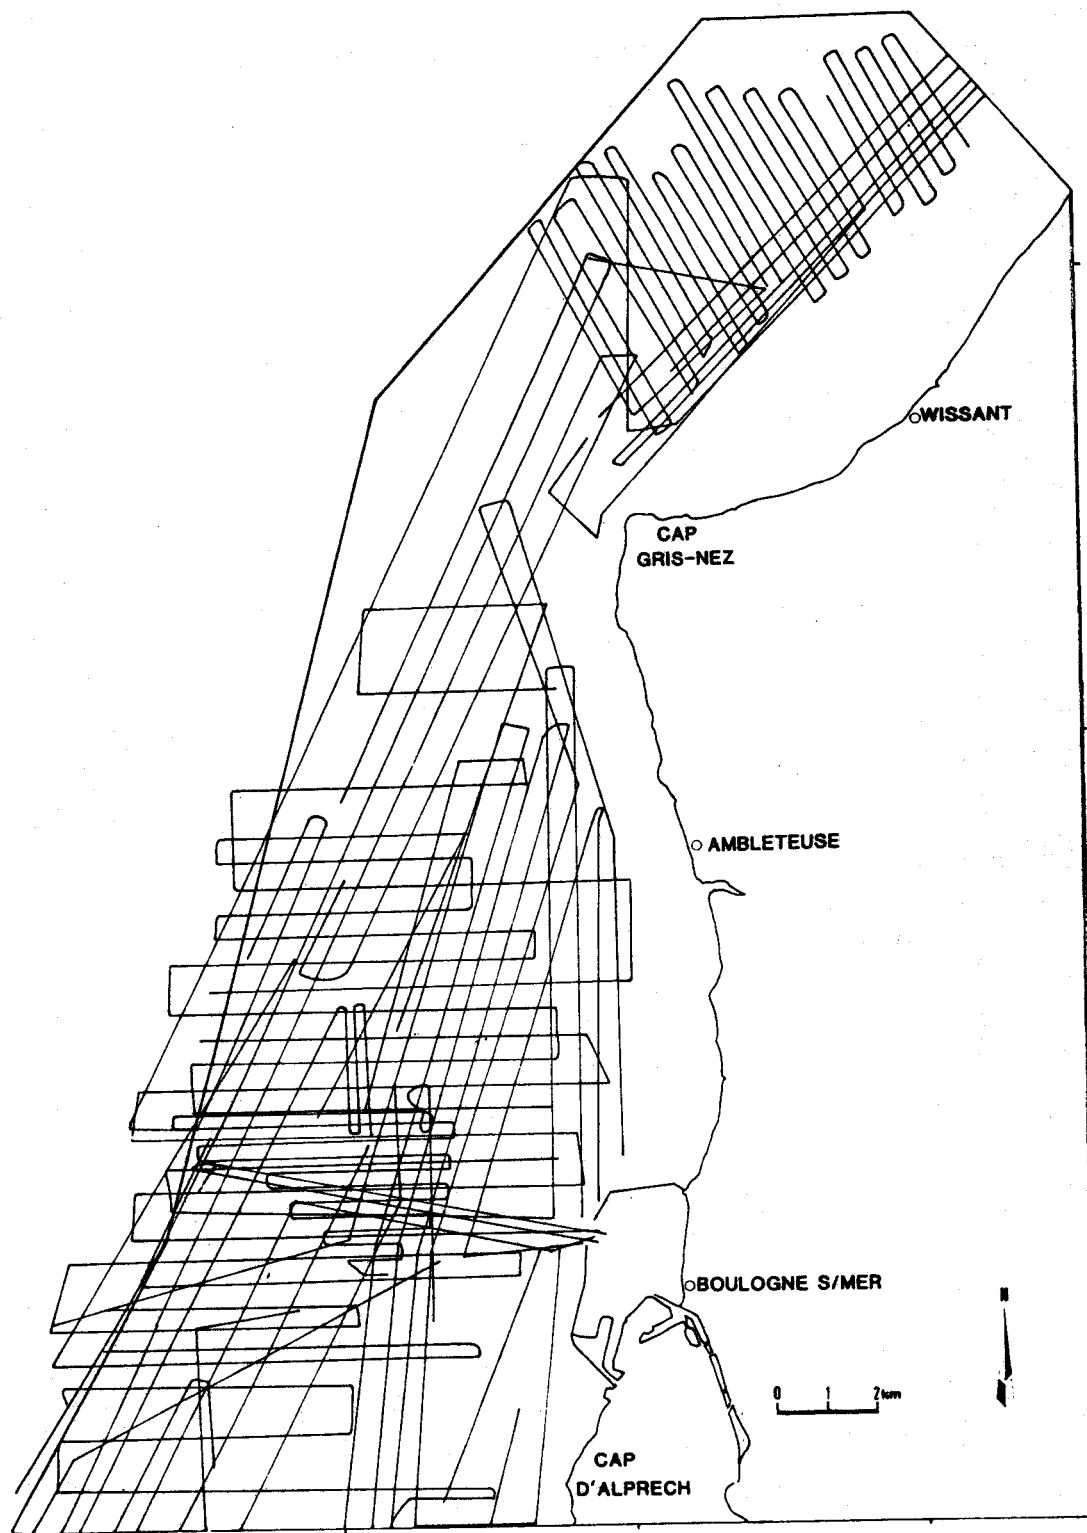 WISSANT
CAP
GRIS-NEZ
AMBLETEUSE
BOULOGNE S/MER
N
0 1 2km
CAP
D'ALPRECH